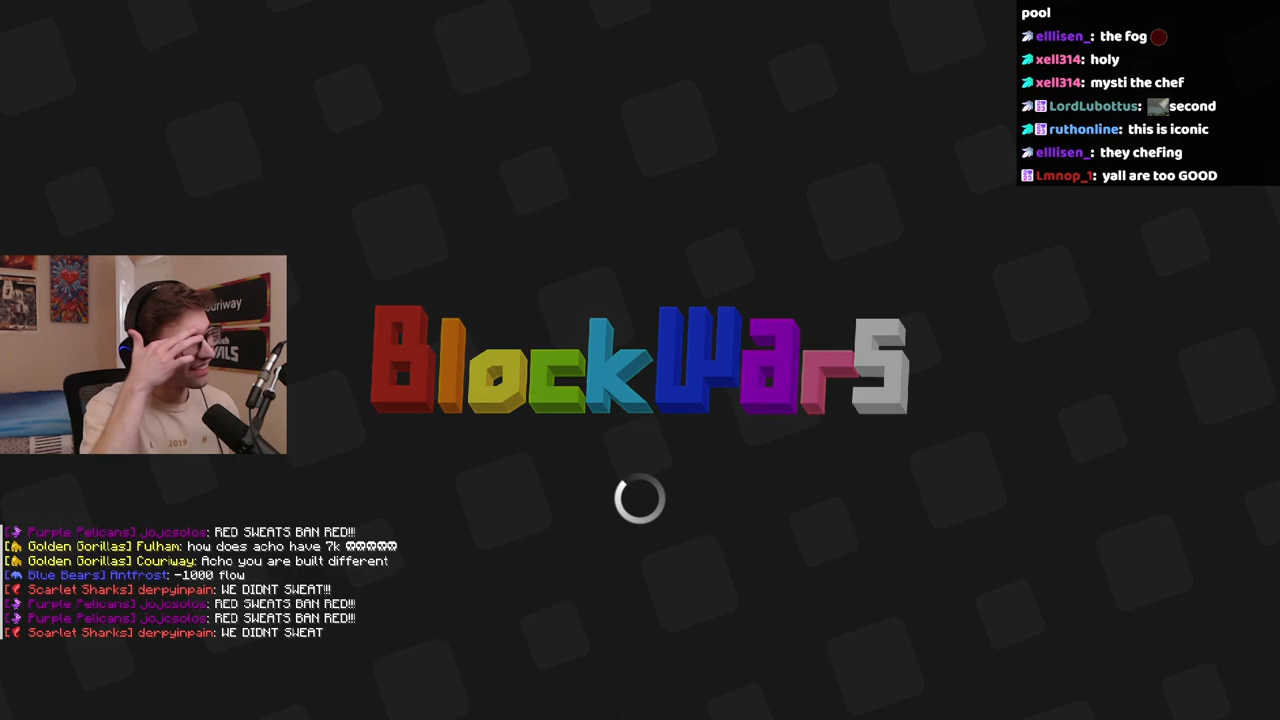 pool
elllisen_: the fog
xell314: holy
xell314: mysti the chef
LordLubottus: second
ruthonline: this is iconic
elllisen_: they chefing
Lmnop_1: yall are too GOOD
BlockWars
ouriway
VALS
2019
[Purple Pelicans] jojosolos: RED SWEATS BAN RED!!!
[Golden Gorillas] Fulham: how does acho have 7k ☠☠☠☠☠
[Golden Gorillas] Couriway: Acho you are built different
[Blue Bears] Antfrost: -1000 flow
[Scarlet Sharks] derpyinpain: WE DIDNT SWEAT!!!
[Purple Pelicans] jojosolos: RED SWEATS BAN RED!!!
[Purple Pelicans] jojosolos: RED SWEATS BAN RED!!!
[Scarlet Sharks] derpyinpain: WE DIDNT SWEAT